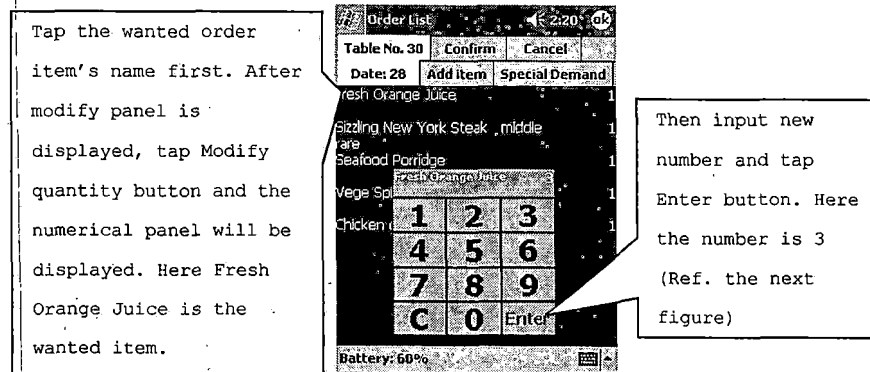 Tap the wanted order
item's name first. After
modify panel is
displayed, tap Modify
quantity button and the
numerical panel will be
displayed. Here Fresh
Orange Juice is the
wanted item.
Order List 2:20 ok
Table No. 30 Confirm Cancel
Date: 28 Add item Special Demand
Fresh Orange Juice 1
Sizzling New York Steak middle 1
rare
Seafood Porridge 1
Vege 1
Chicken 1
Fresh Orange Juice
1 2 3
4 5 6
7 8 9
C 0 Enter
Battery: 60%
Then input new
number and tap
Enter button. Here
the number is 3
(Ref. the next
figure)